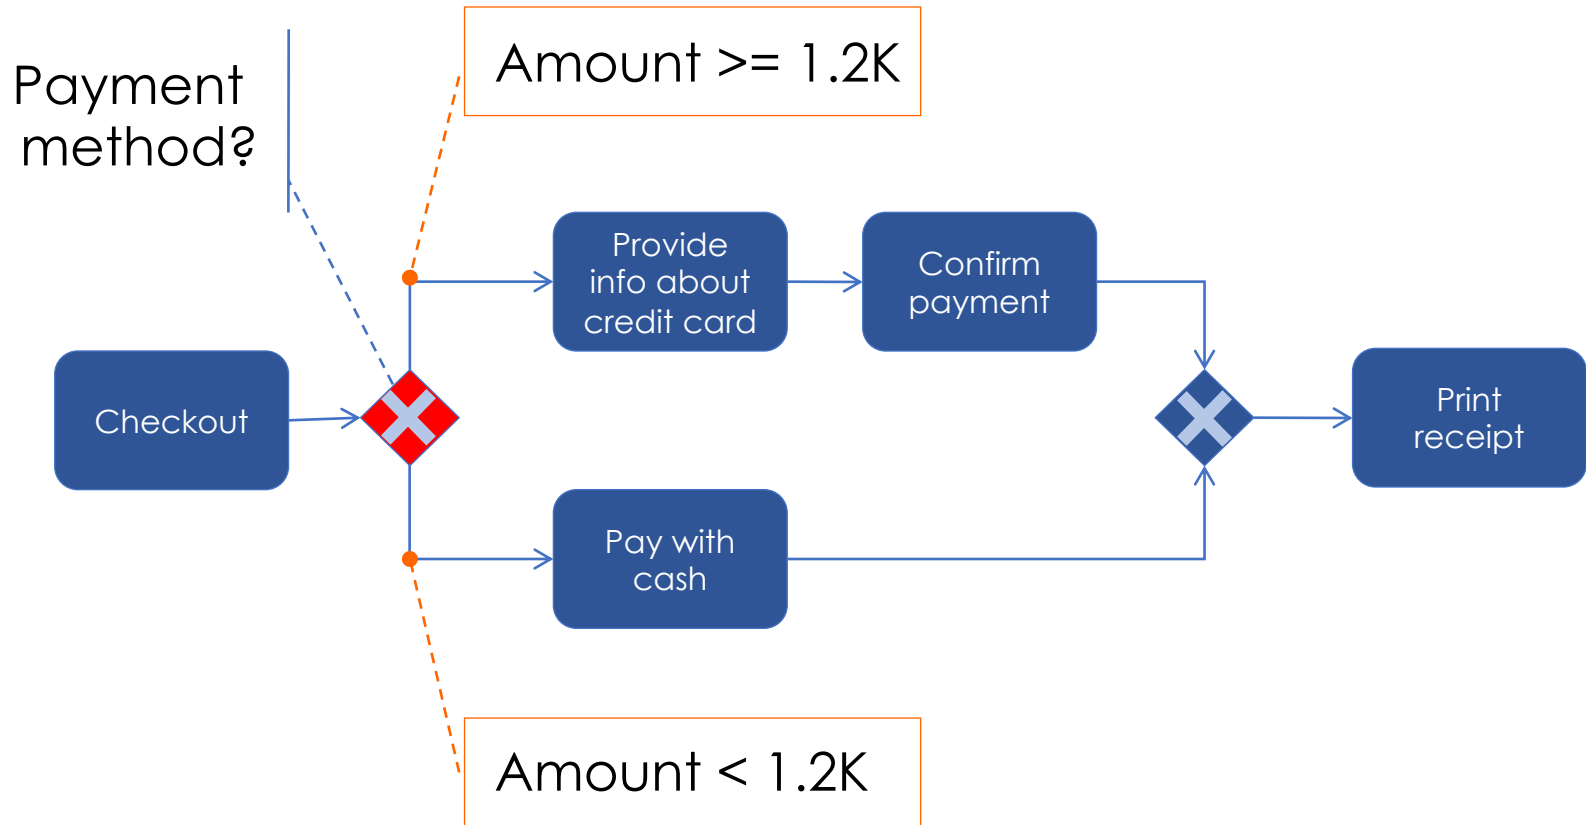 Amount >= 1.2K
Payment
method?
Provide
info about
credit card
Confirm
payment
Checkout
Print
receipt
Pay with
cash
Amount < 1.2K